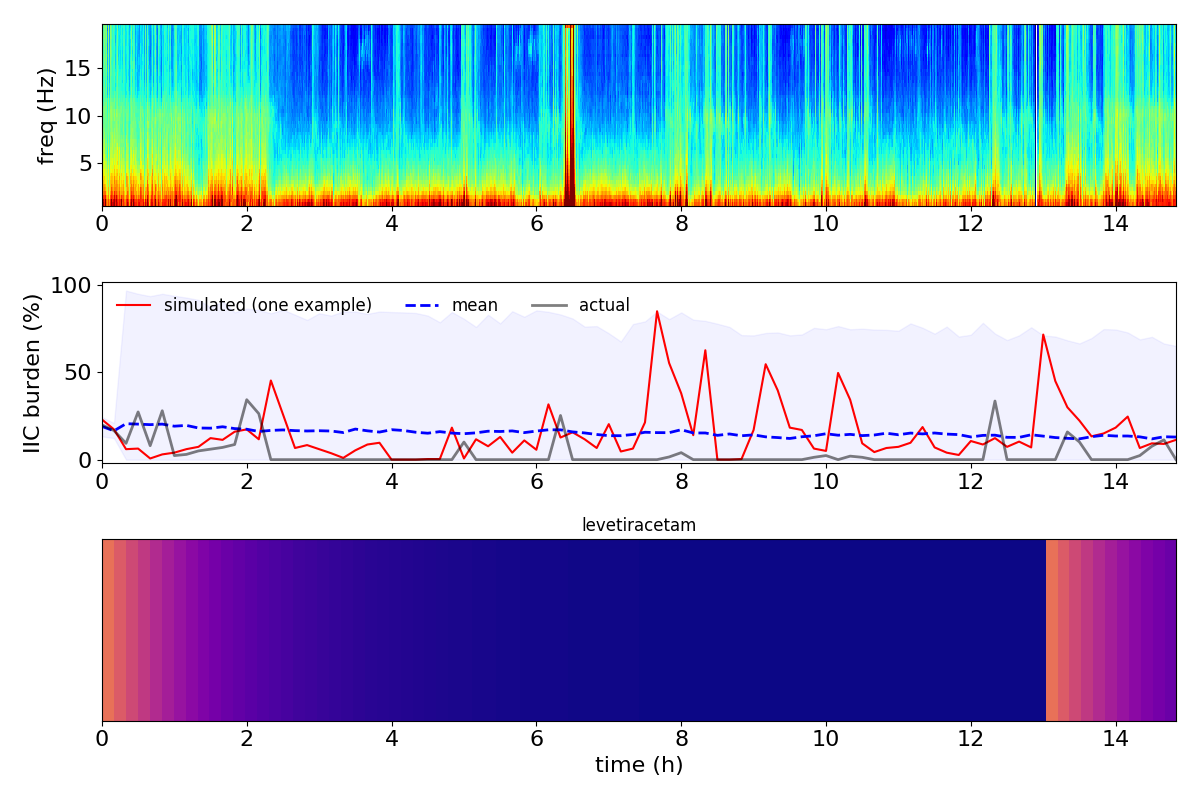 freq (Hz)
15
10
5
0 2 4 6 8 10 12 14
IIC burden (%)
100
50
0
simulated (one example) mean actual
0 2 4 6 8 10 12 14
levetiracetam
0 2 4 6 8 10 12 14
time (h)